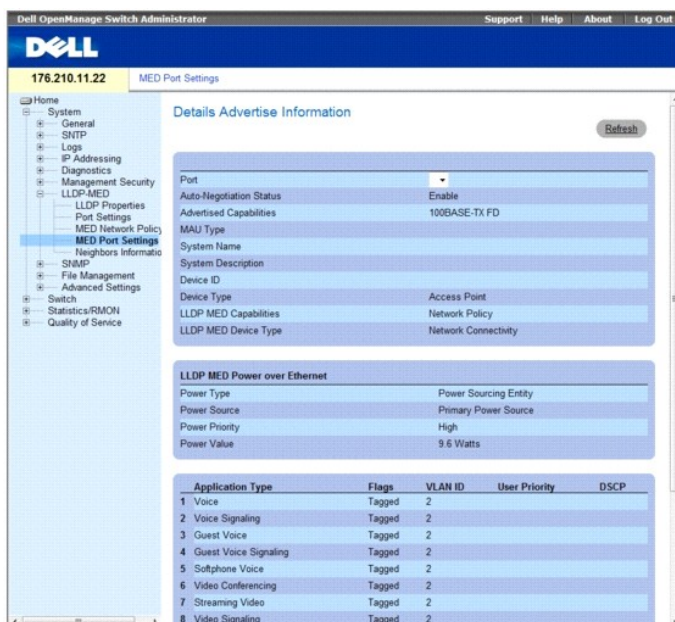 Dell OpenManage Switch Administrator Support Help About Log Out
DELL
176.210.11.22 MED Port Settings
Home
System
General
SNTP
Logs
IP Addressing
Diagnostics
Management Security
LLDP-MED
LLDP Properties
Port Settings
MED Network Policy
MED Port Settings
Neighbors Informatio
SNMP
File Management
Advanced Settings
Switch
Statistics/RMON
Quality of Service
Details Advertise Information
Refresh
Port
Auto-Negotiation Status Enable
Advertised Capabilities 100BASE-TX FD
MAU Type
System Name
System Description
Device ID
Device Type Access Point
LLDP MED Capabilities Network Policy
LLDP MED Device Type Network Connectivity
LLDP MED Power over Ethernet
Power Type Power Sourcing Entity
Power Source Primary Power Source
Power Priority High
Power Value 9.6 Watts
Application Type Flags VLAN ID User Priority DSCP
1 Voice Tagged 2
2 Voice Signaling Tagged 2
3 Guest Voice Tagged 2
4 Guest Voice Signaling Tagged 2
5 Softphone Voice Tagged 2
6 Video Conferencing Tagged 2
7 Streaming Video Tagged 2
8 Video Signaling Tagged 2